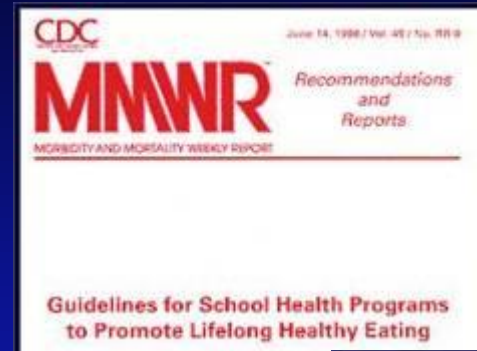 CDC
June 14, 1996 / Vol. 45 / No. RR-9
MMWR
Recommendations
and
Reports
MORBIDITY AND MORTALITY WEEKLY REPORT
Guidelines for School Health Programs
to Promote Lifelong Healthy Eating